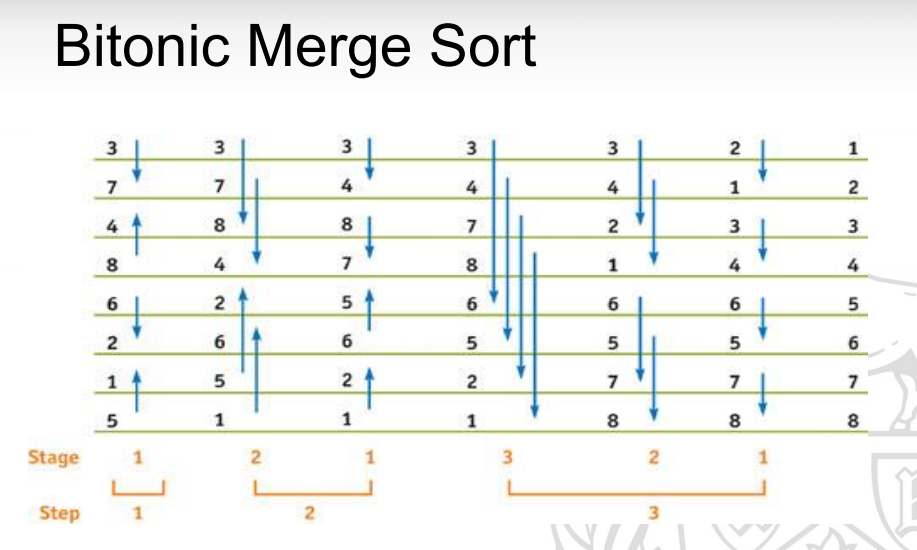 Bitonic Merge Sort
3 3 3 3 3 2 1
7 7 4 4 4 1 2
4 8 8 7 2 3 3
8 4 7 8 1 4 4
6 2 5 6 6 6 5
2 6 6 5 5 5 6
1 5 2 2 7 7 7
5 1 1 1 8 8 8
Stage 1 2 1 3 2 1
Step 1 2 3